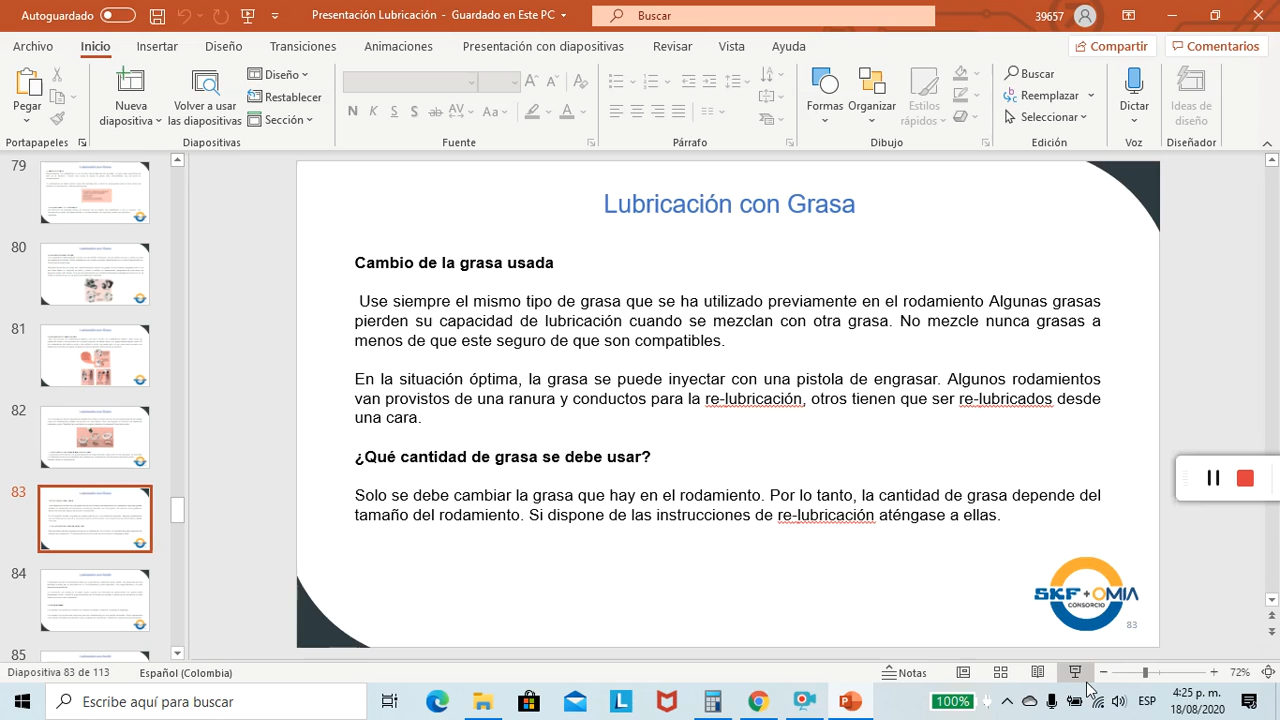 Autoguardado
Presentación Lubricación - Guardado en Este PC
Buscar
39657
Archivo
Inicio
Insertar
Diseño
Transiciones
Animaciones
Presentación con diapositivas
Revisar
Vista
Ayuda
Compartir
Comentarios
Pegar
Nueva diapositiva
Volver a usar las diapositivas
Diseño
Restablecer
Sección
N K S S ab AV Aa A
Formas
Organizar
Estilos rápidos
Buscar
Reemplazar
Seleccionar
Dictar
Ideas de diseño
Portapapeles
Diapositivas
Fuente
Párrafo
Dibujo
Edición
Voz
Diseñador
79
80
81
82
83
84
85
Lubricación con Grasa
Cambio de la grasa usada
Use siempre el mismo tipo de grasa que se ha utilizado previamente en el rodamiento Algunas grasas
pierden su capacidad de lubricación cuando se mezclan con otra grasa. No mezcle nunca grasas a
menos de que este seguro de que son compatibles.
En la situación óptima, la grasa se puede inyectar con una pistola de engrasar. Algunos rodamientos
van provistos de una ranura y conductos para la re-lubricación, otros tienen que ser re-lubricados desde
una cara.
¿Qué cantidad de grasa se debe usar?
Solo se debe cambiar la grasa que hay en el rodamiento. Por lo tanto, la cantidad de grasa depende del
tamaño del rodamiento. Si dispone de las instrucciones de re-lubricación aténgase a ellas.
SKF + OMIA
CONSORCIO
83
Diapositiva 83 de 113
Español (Colombia)
Notas
72%
Escribe aquí para buscar
100%
ESP
4:25 p. m.
18/08/2020